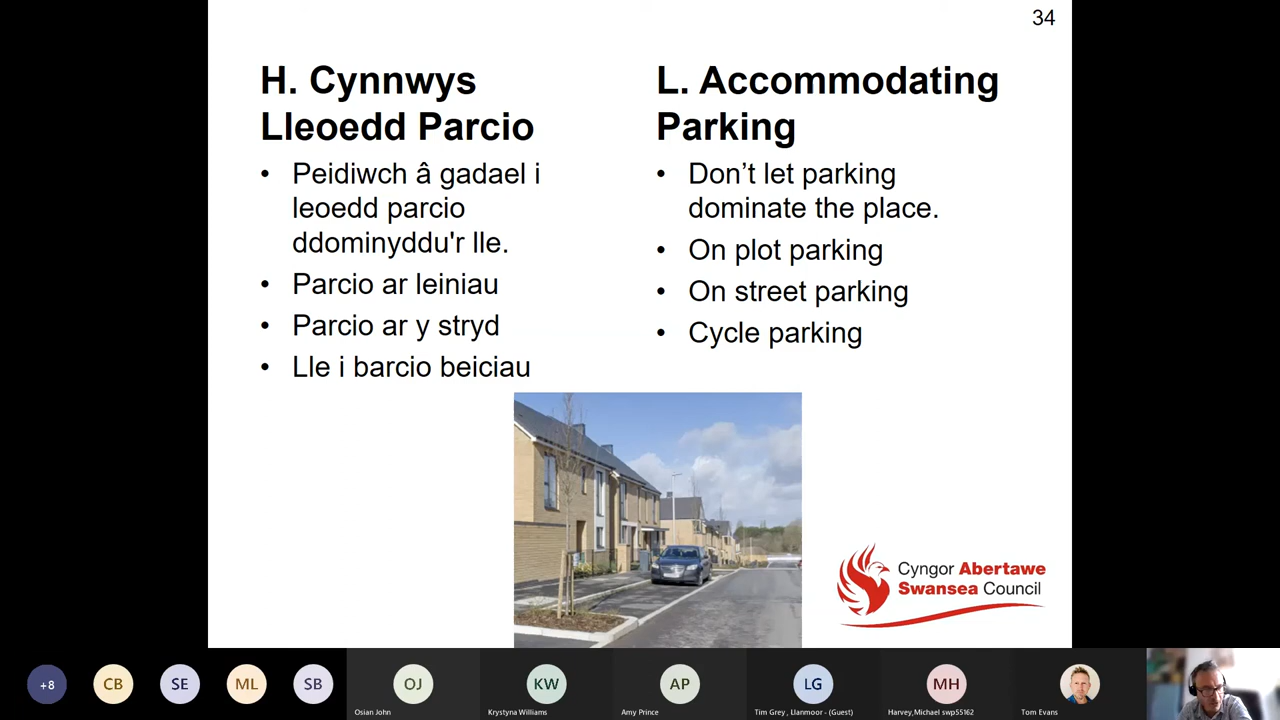 34
H. Cynnwys
Lleoedd Parcio
• Peidiwch â gadael i
leoedd parcio
ddominyddu'r lle.
• Parcio ar leiniau
• Parcio ar y stryd
• Lle i barcio beiciau
L. Accommodating
Parking
• Don’t let parking
dominate the place.
• On plot parking
• On street parking
• Cycle parking
Cyngor Abertawe
Swansea Council
+8
CB
SE
ML
SB
OJ
Osian John
KW
Krystyna Williams
AP
Amy Prince
LG
Tim Grey , Llanmoor - (Guest)
MH
Harvey,Michael swp55162
Tom Evans